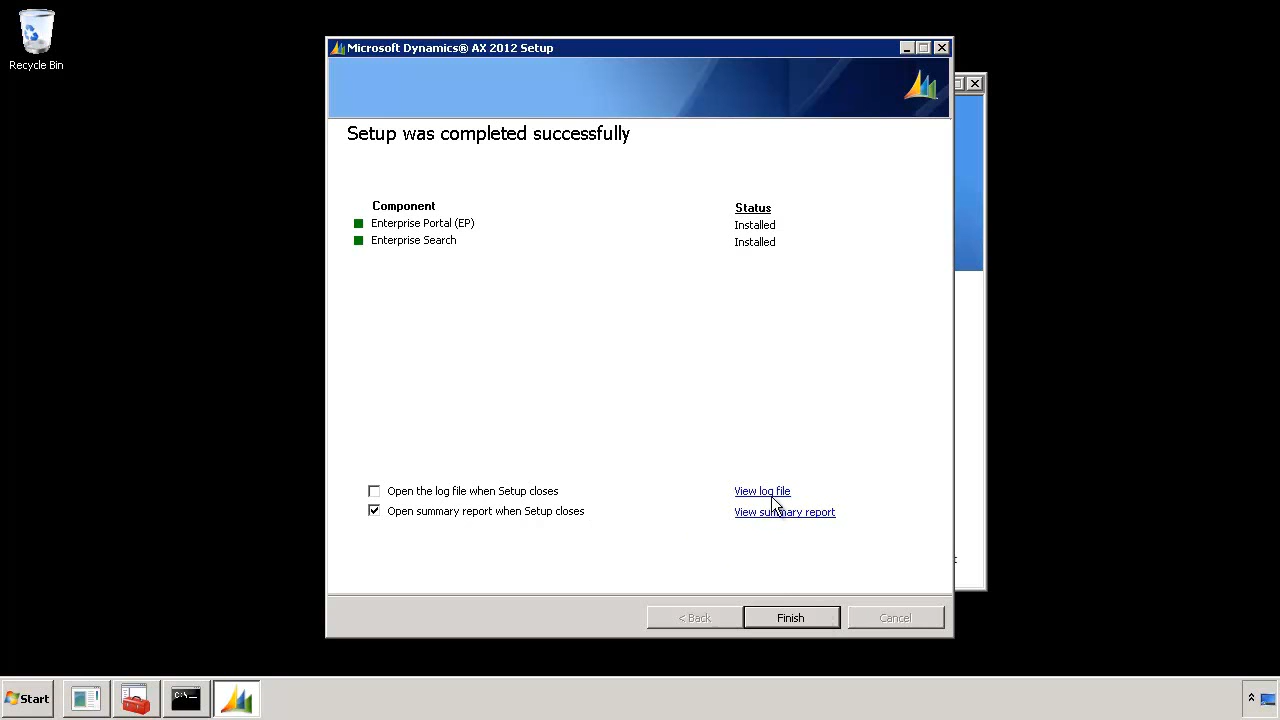 Recycle Bin
Microsoft Dynamics® AX 2012 Setup
Setup was completed successfully
Component Status
Enterprise Portal (EP) Installed
Enterprise Search Installed
Open the log file when Setup closes View log file
Open summary report when Setup closes View summary report
< Back Finish Cancel
Start
C:\